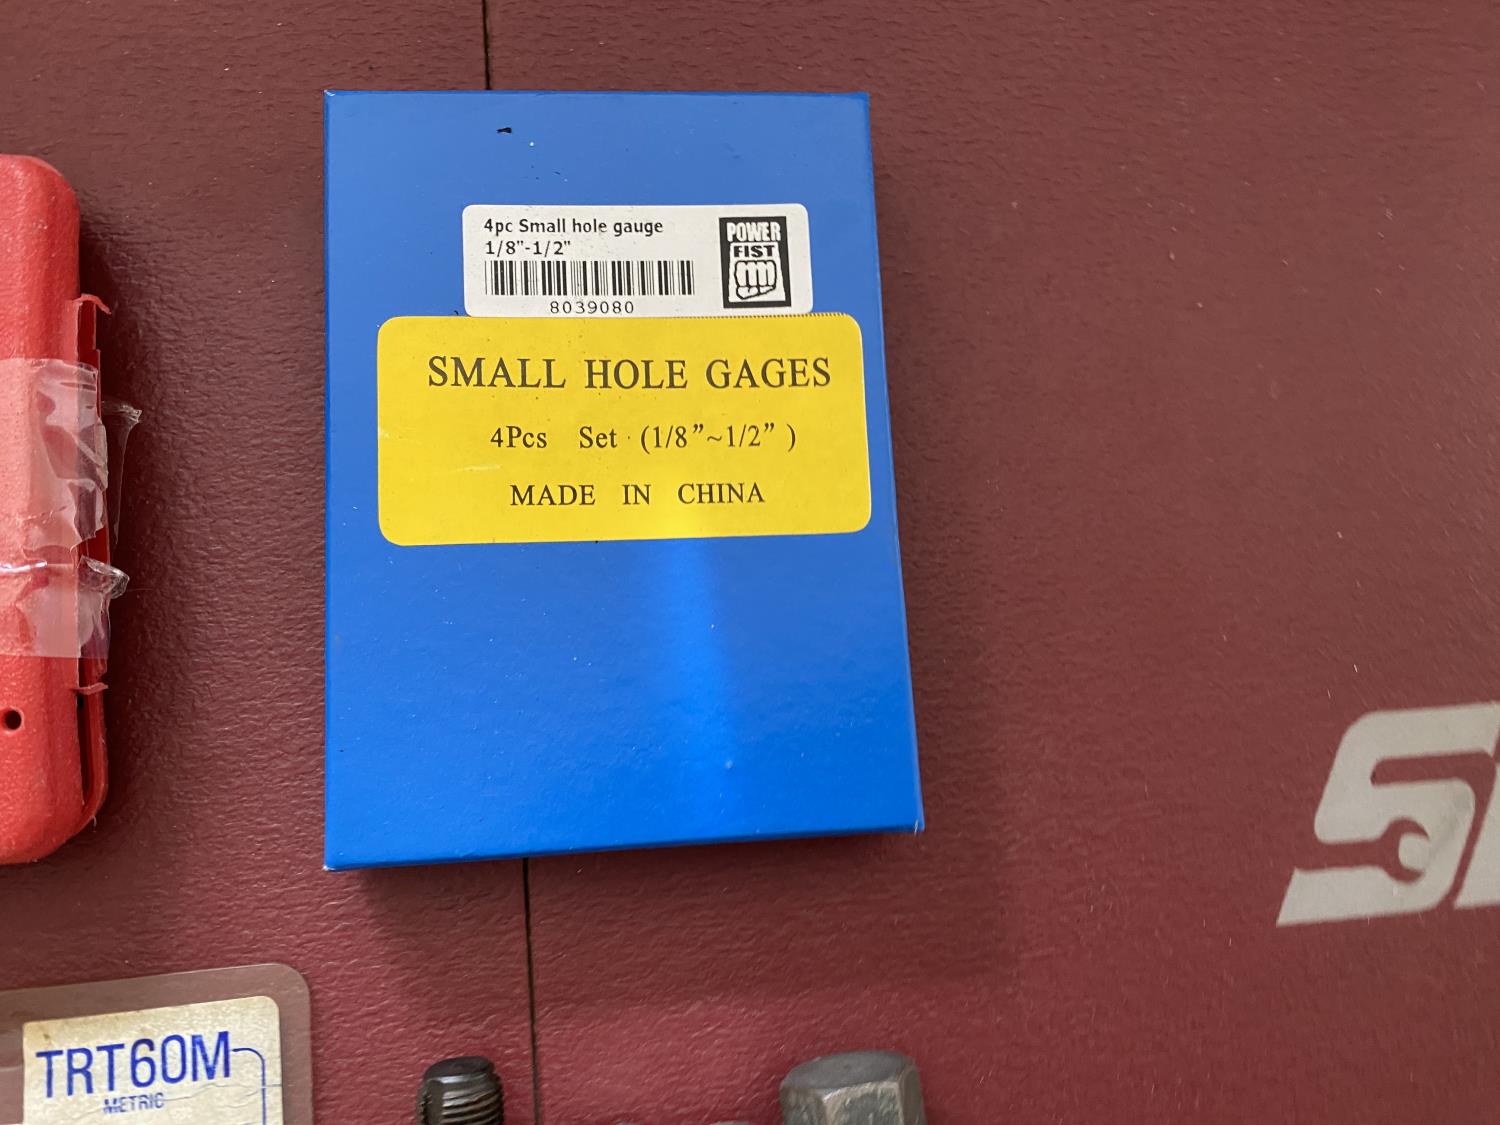 4pc Small hole gauge
1/8"-1/2"
8039080
POWER
FIST
SMALL HOLE GAGES
4Pcs Set (1/8"~1/2" )
MADE IN CHINA
TRT60M
METRIC